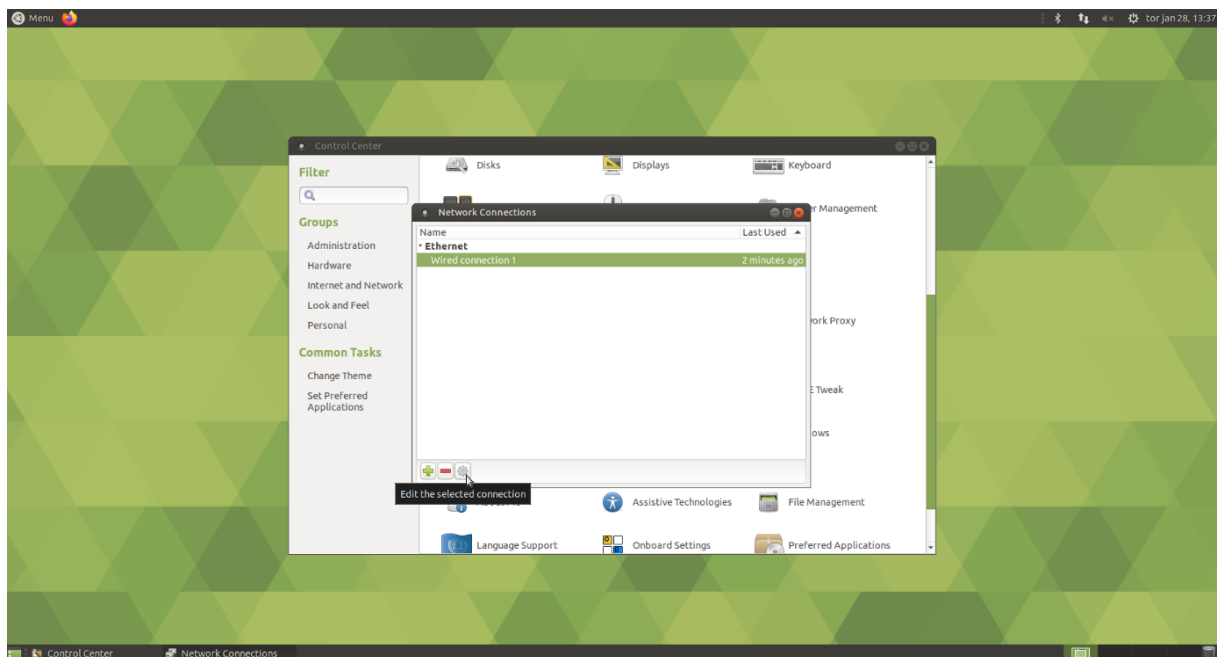 Menu
tor jan 28, 13:37
Control Center
Filter
Groups
Administration
Hardware
Internet and Network
Look and Feel
Personal
Common Tasks
Change Theme
Set Preferred
Applications
Disks
Displays
Keyboard
Management
Network Connections
Name
Last Used
Ethernet
Wired connection 1
2 minutes ago
Proxy
Tweak
Edit the selected connection
Assistive Technologies
File Management
Language Support
Onboard Settings
Preferred Applications
Control Center
Network Connections